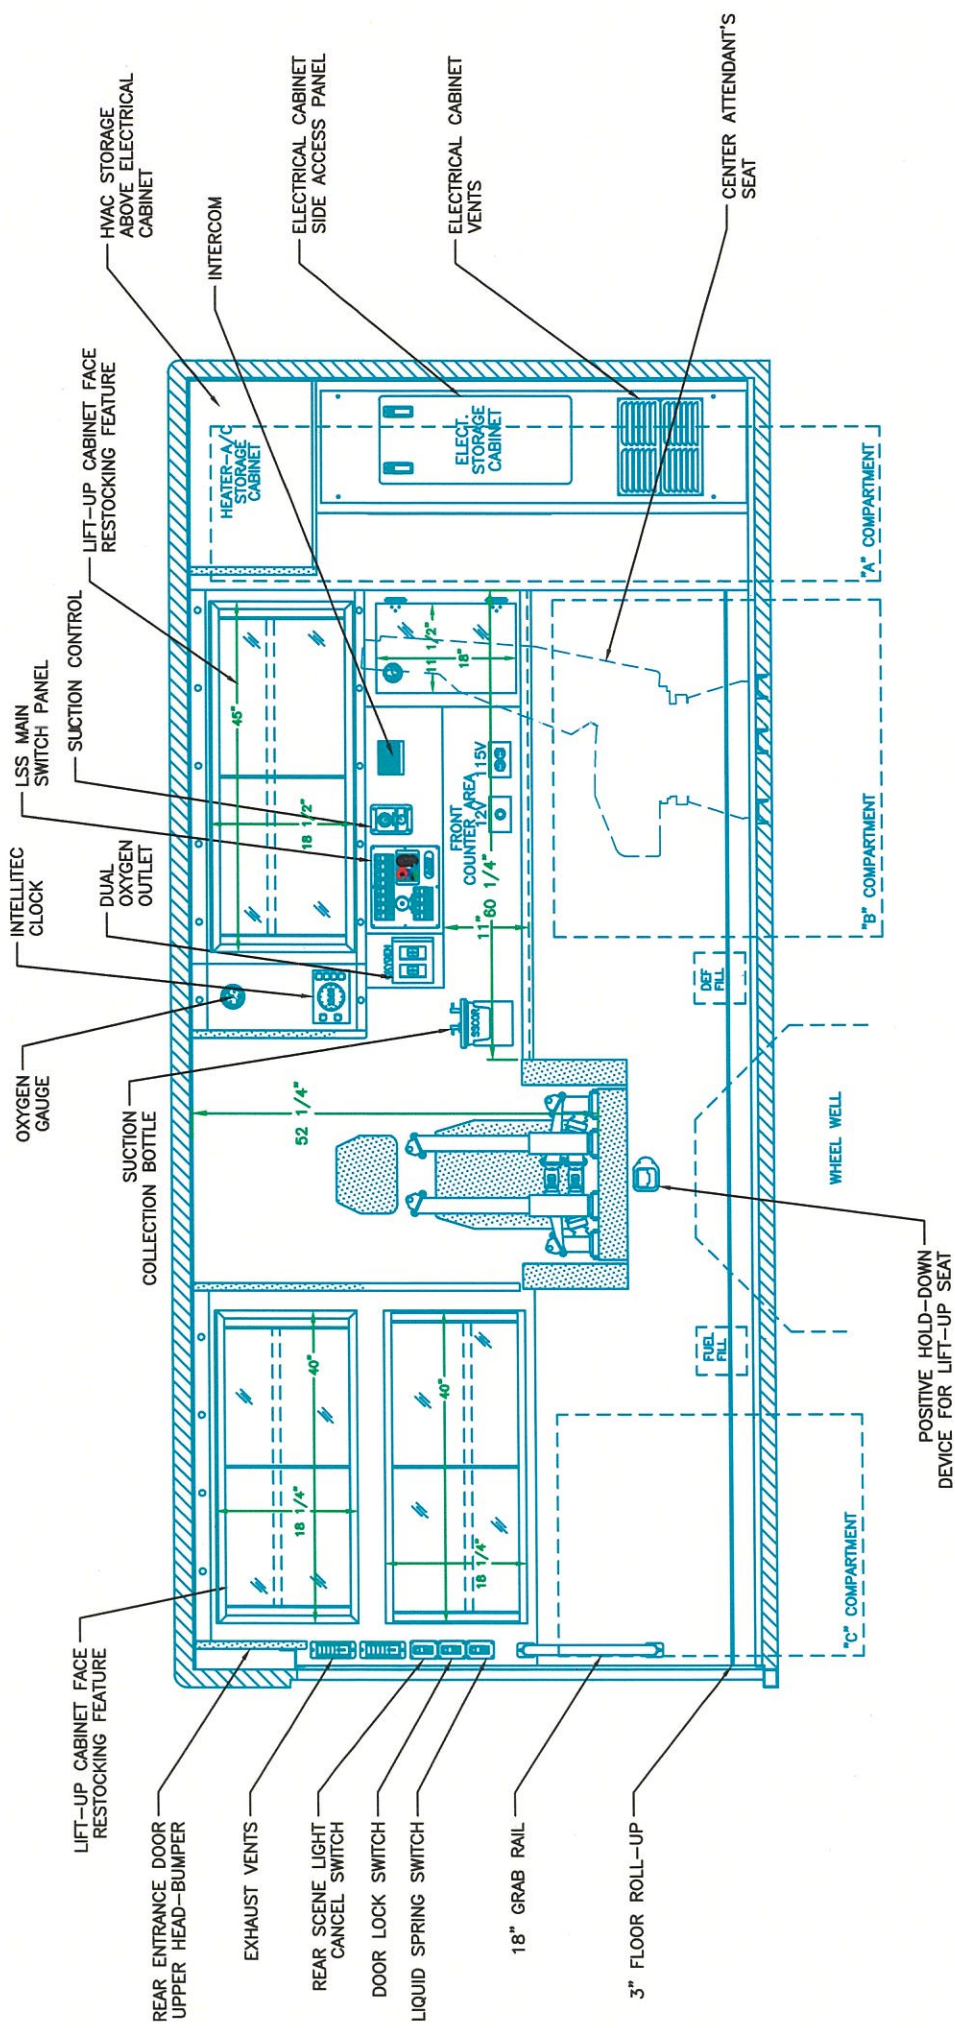 OXYGEN
GAUGE
INTELLITEC
CLOCK
DUAL
OXYGEN
OUTLET
LSS MAIN
SWITCH PANEL
SUCTION CONTROL
LIFT-UP CABINET FACE
RESTOCKING FEATURE
INTERCOM
HVAC STORAGE
ABOVE ELECTRICAL
CABINET
ELECTRICAL CABINET
SIDE ACCESS PANEL
ELECTRICAL CABINET
VENTS
CENTER ATTENDANT'S
SEAT
SUCTION
COLLECTION BOTTLE
LIFT-UP CABINET FACE
RESTOCKING FEATURE
REAR ENTRANCE DOOR
UPPER HEAD-BUMPER
EXHAUST VENTS
REAR SCENE LIGHT
CANCEL SWITCH
DOOR LOCK SWITCH
LIQUID SPRING SWITCH
18" GRAB RAIL
3" FLOOR ROLL-UP
POSITIVE HOLD-DOWN
DEVICE FOR LIFT-UP SEAT
40"
18 1/4"
40"
18 1/4"
52 1/4"
45"
18 1/2"
HEATER-A/C
STORAGE
CABINET
ELECT.
STORAGE
CABINET
OXYGEN
SSCOR
11 1/2"
18"
FRONT
COUNTER AREA
12V
115V
11"
60 1/4"
"C" COMPARTMENT
FUEL
FILL
WHEEL WELL
DEF
FILL
"B" COMPARTMENT
"A" COMPARTMENT